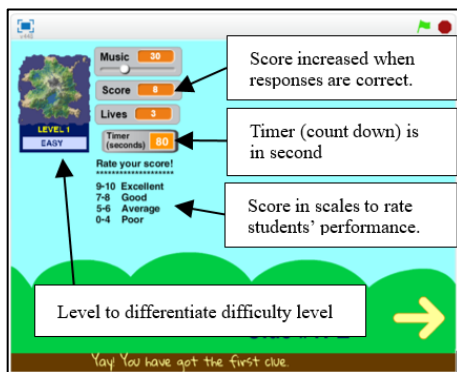 Music 30
Score 8
Lives 3
Timer
(seconds) 80
LEVEL 1
EASY
Rate your score!
********************
9-10 Excellent
7-8 Good
5-6 Average
0-4 Poor
Score increased when
responses are correct.
Timer (count down) is
in second
Score in scales to rate
students' performance.
Level to differentiate difficulty level
Yay! You have got the first clue.